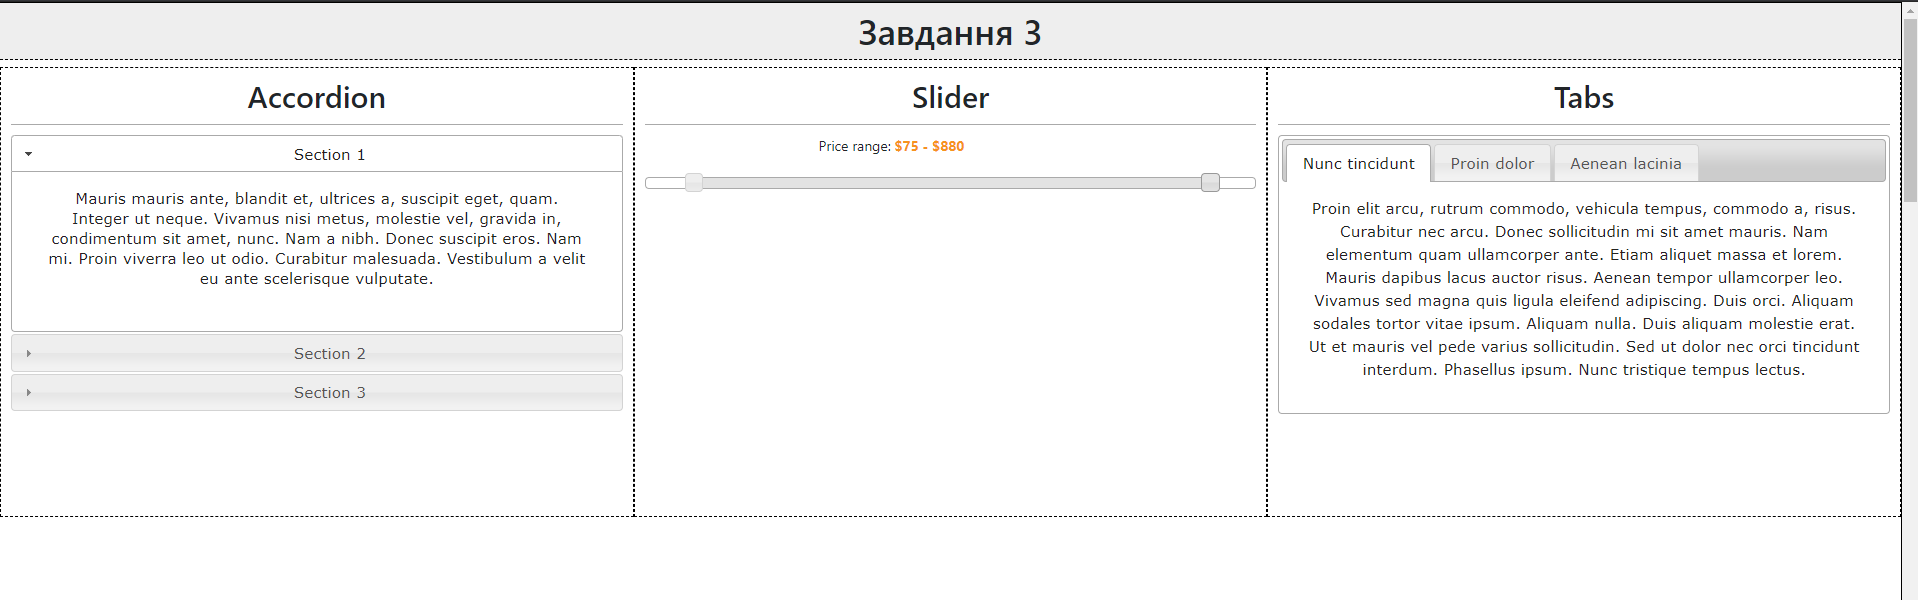 Завдання 3
Accordion
Section 1
Mauris mauris ante, blandit et, ultrices a, suscipit eget, quam.
Integer ut neque. Vivamus nisi metus, molestie vel, gravida in,
condimentum sit amet, nunc. Nam a nibh. Donec suscipit eros. Nam
mi. Proin viverra leo ut odio. Curabitur malesuada. Vestibulum a velit
eu ante scelerisque vulputate.
Section 2
Section 3
Slider
Price range: $75 - $880
Tabs
Nunc tincidunt Proin dolor Aenean lacinia
Proin elit arcu, rutrum commodo, vehicula tempus, commodo a, risus.
Curabitur nec arcu. Donec sollicitudin mi sit amet mauris. Nam
elementum quam ullamcorper ante. Etiam aliquet massa et lorem.
Mauris dapibus lacus auctor risus. Aenean tempor ullamcorper leo.
Vivamus sed magna quis ligula eleifend adipiscing. Duis orci. Aliquam
sodales tortor vitae ipsum. Aliquam nulla. Duis aliquam molestie erat.
Ut et mauris vel pede varius sollicitudin. Sed ut dolor nec orci tincidunt
interdum. Phasellus ipsum. Nunc tristique tempus lectus.